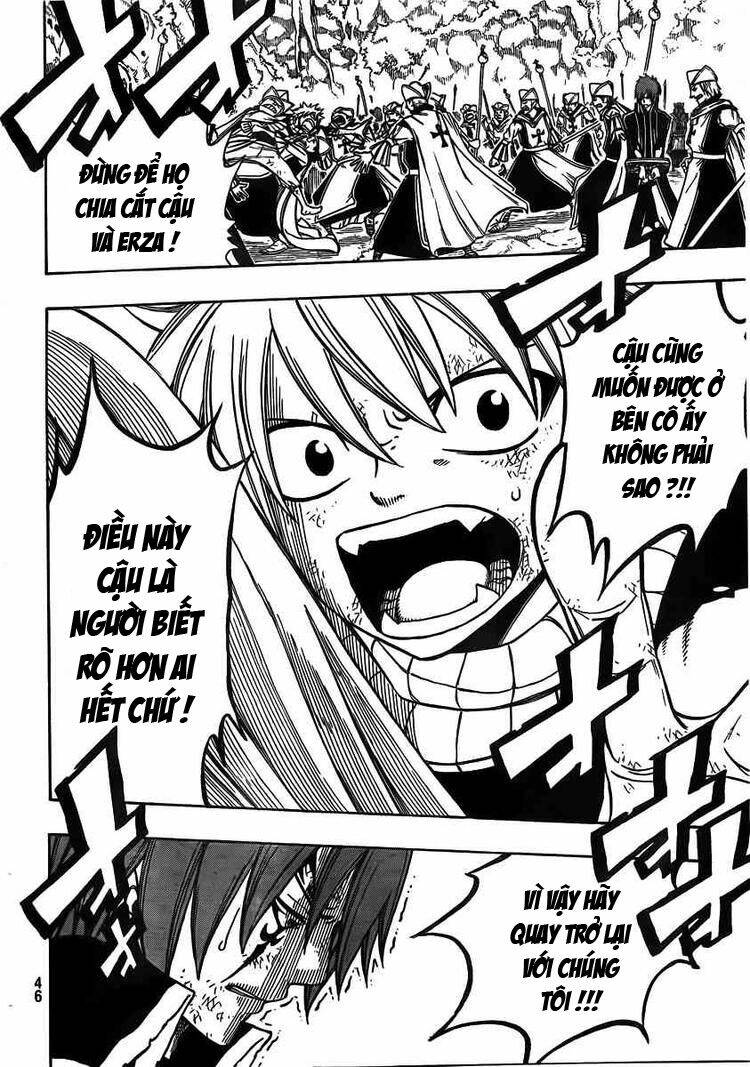 ĐỪNG ĐỂ HỌ
CHIA CẮT CẬU
VÀ ERZA !
CẬU CŨNG
MUỐN ĐƯỢC Ở
BÊN CÔ ẤY
KHÔNG PHẢI
SAO ?!!
ĐIỀU NÀY
CẬU LÀ
NGƯỜI BIẾT
RÕ HƠN AI
HẾT CHỨ !
VÌ VẬY HÃY
QUAY TRỞ LẠI
VỚI CHÚNG
TÔI !!!
46